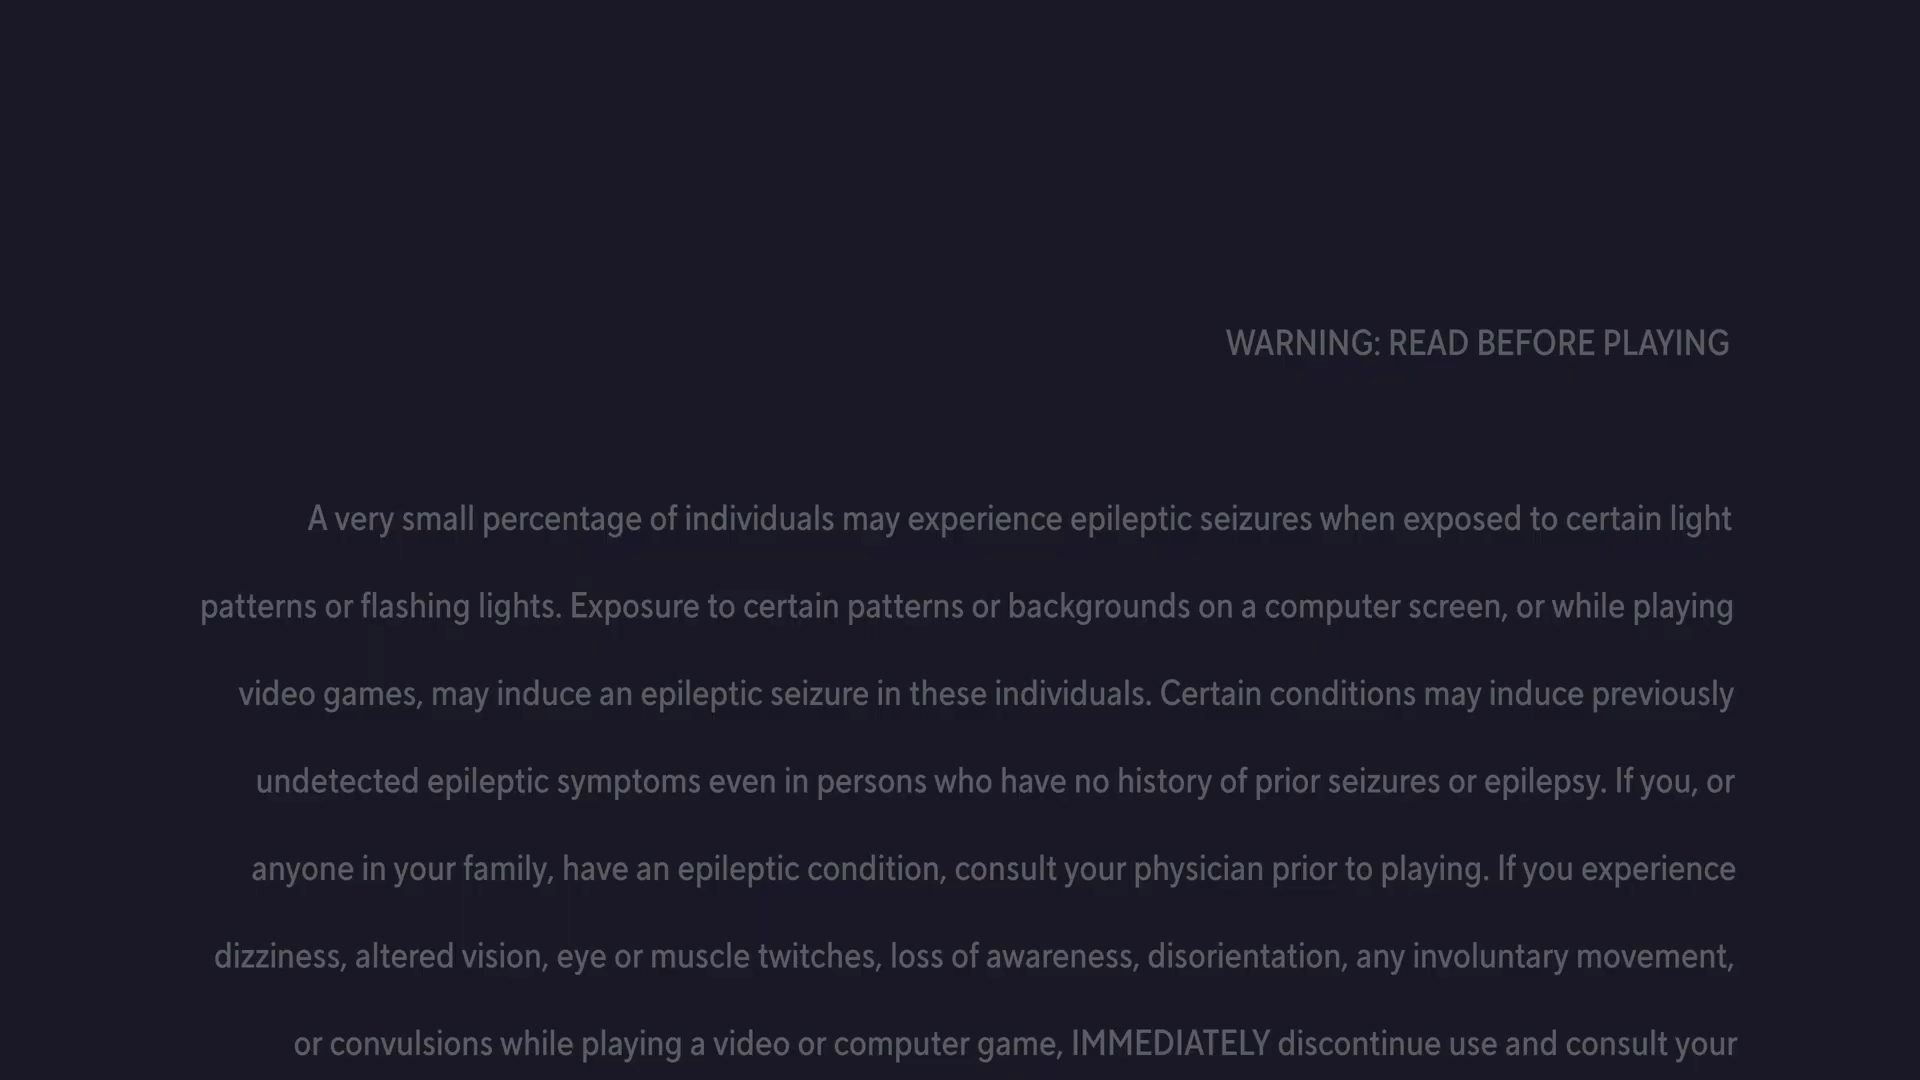 WARNING: READ BEFORE PLAYING
A very small percentage of individuals may experience epileptic seizures when exposed to certain light
patterns or flashing lights. Exposure to certain patterns or backgrounds on a computer screen, or while playing
video games, may induce an epileptic seizure in these individuals. Certain conditions may induce previously
undetected epileptic symptoms even in persons who have no history of prior seizures or epilepsy. If you, or
anyone in your family, have an epileptic condition, consult your physician prior to playing. If you experience
dizziness, altered vision, eye or muscle twitches, loss of awareness, disorientation, any involuntary movement,
or convulsions while playing a video or computer game, IMMEDIATELY discontinue use and consult your